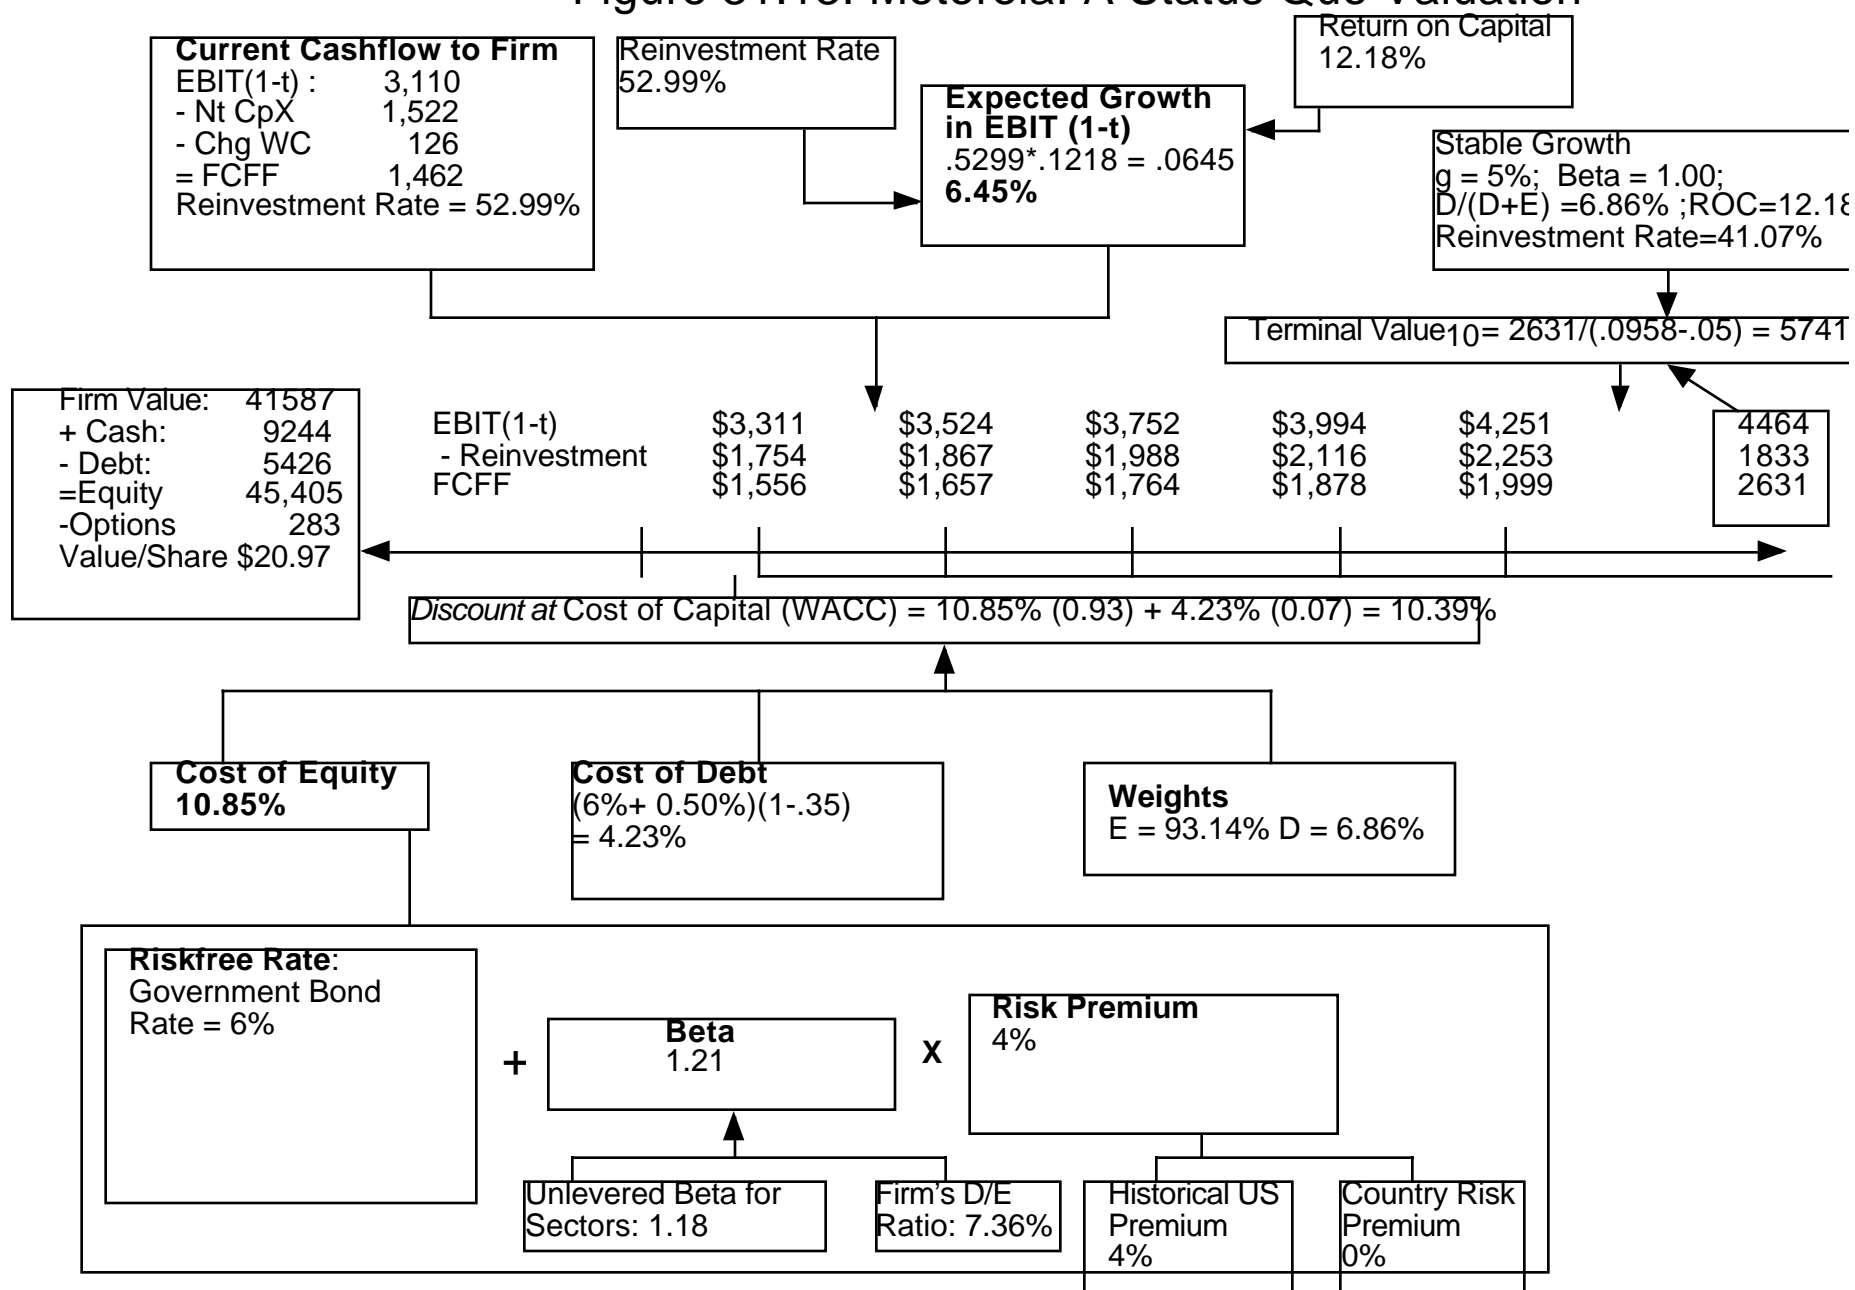 Figure 31.13: Motorola: A Status Quo Valuation
Current Cashflow to Firm
EBIT(1-t) : 3,110
- Nt CpX 1,522
- Chg WC 126
= FCFF 1,462
Reinvestment Rate = 52.99%
Reinvestment Rate
52.99%
Return on Capital
12.18%
Expected Growth
in EBIT (1-t)
.5299*.1218 = .0645
6.45%
Stable Growth
g = 5%; Beta = 1.00;
D/(D+E) =6.86% ;ROC=12.18
Reinvestment Rate=41.07%
Terminal Value10= 2631/(.0958-.05) = 5741
Firm Value: 41587
+ Cash: 9244
- Debt: 5426
=Equity 45,405
-Options 283
Value/Share $20.97
EBIT(1-t) $3,311 $3,524 $3,752 $3,994 $4,251 4464
- Reinvestment $1,754 $1,867 $1,988 $2,116 $2,253 1833
FCFF $1,556 $1,657 $1,764 $1,878 $1,999 2631
Discount at Cost of Capital (WACC) = 10.85% (0.93) + 4.23% (0.07) = 10.39%
Cost of Equity
10.85%
Cost of Debt
(6%+ 0.50%)(1-.35)
= 4.23%
Weights
E = 93.14% D = 6.86%
Riskfree Rate:
Government Bond
Rate = 6%
+
Beta
1.21
X
Risk Premium
4%
Unlevered Beta for
Sectors: 1.18
Firm’s D/E
Ratio: 7.36%
Historical US
Premium
4%
Country Risk
Premium
0%